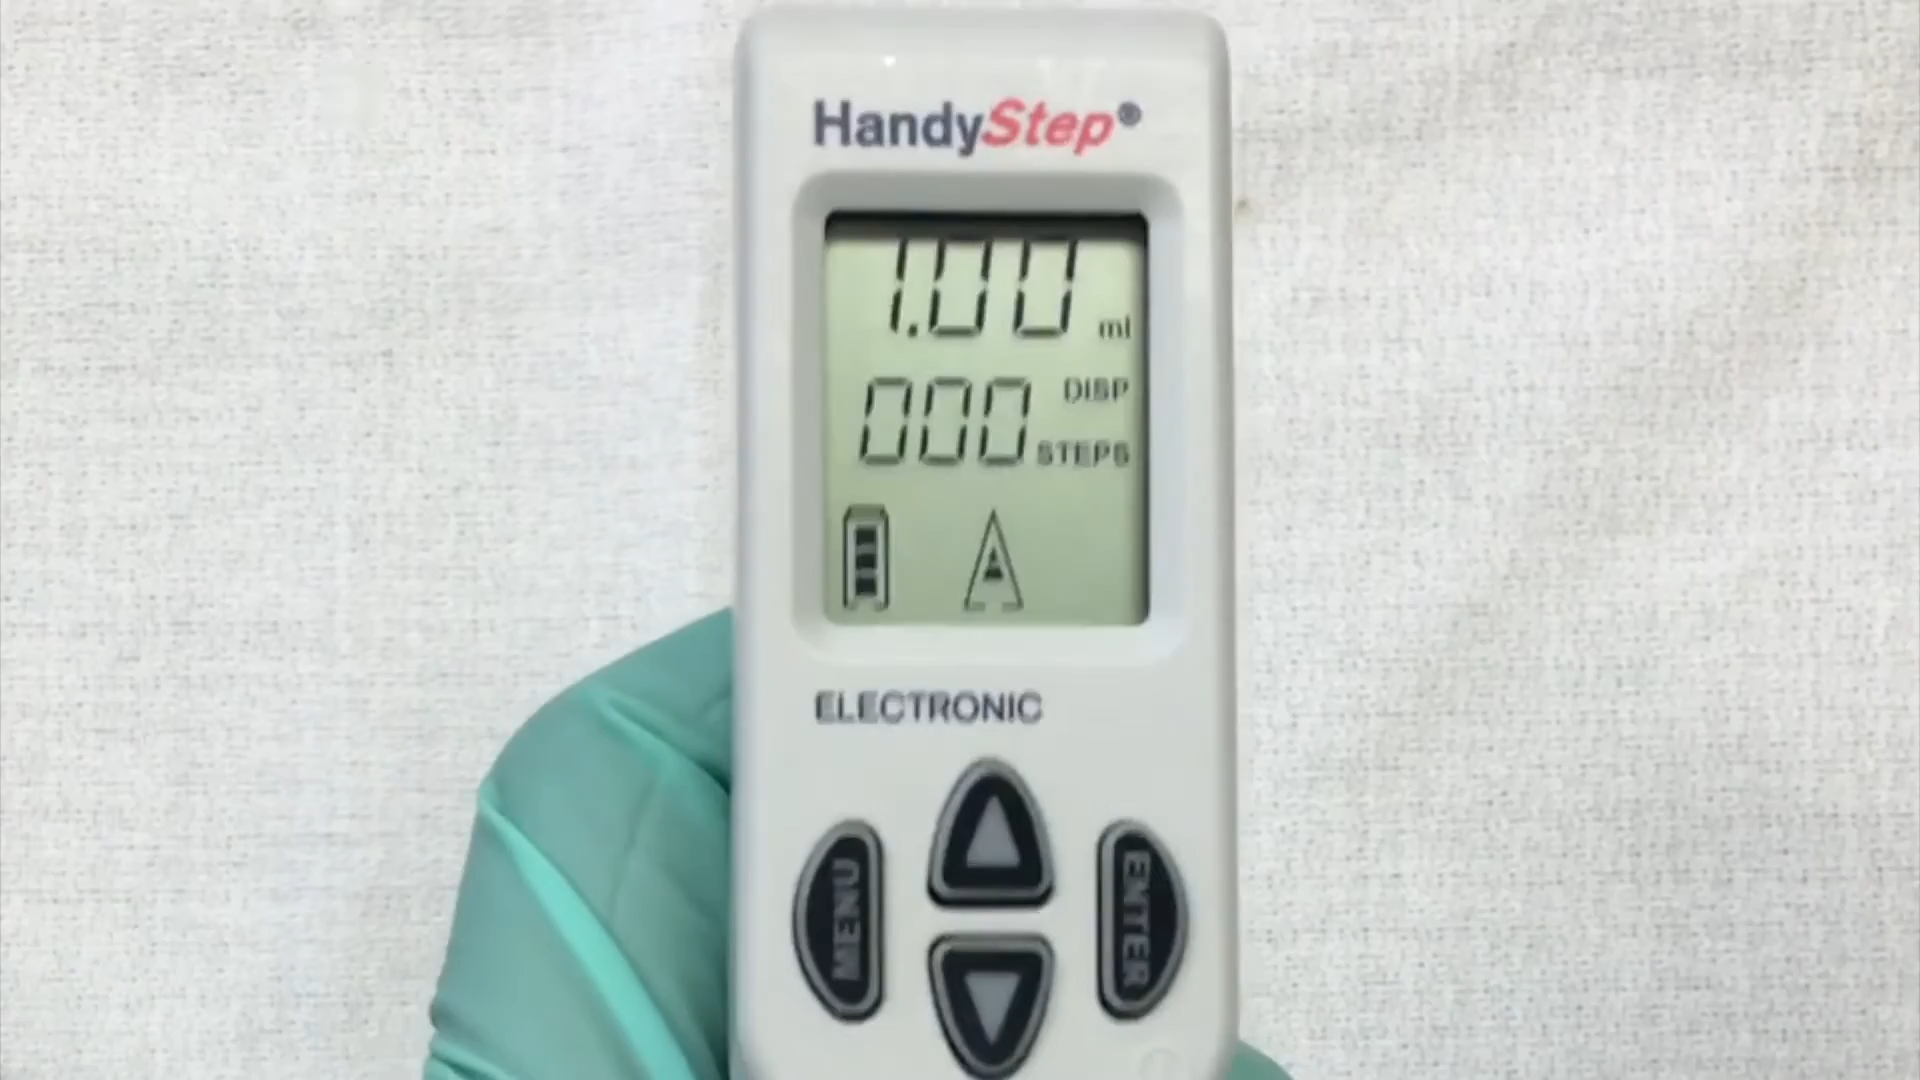 HandyStep®
1.00 ml
DISP
000 STEPS
ELECTRONIC
MENU
ENTER